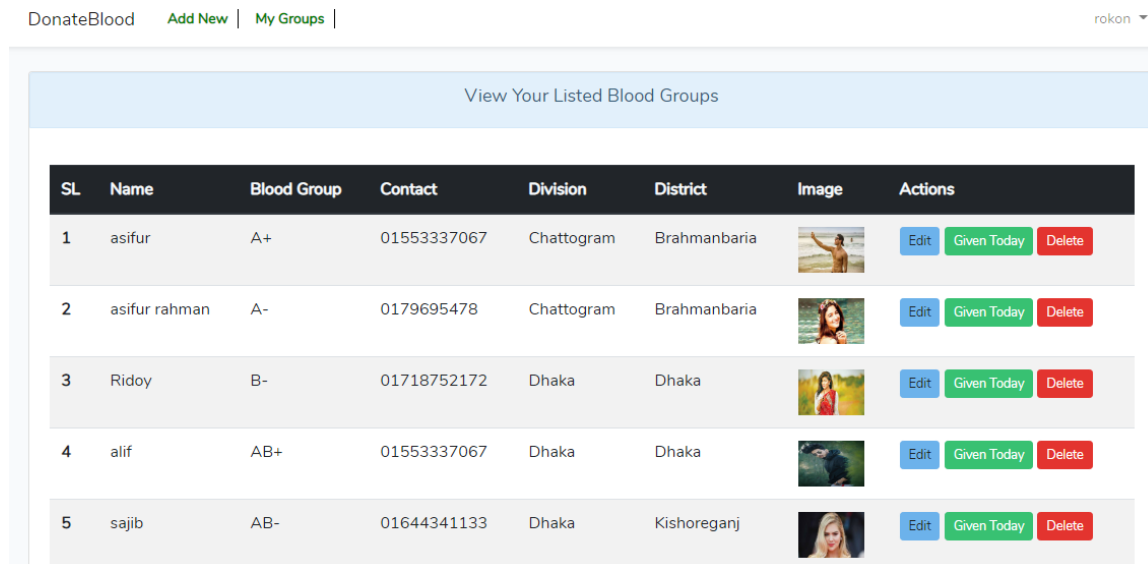 DonateBlood Add New My Groups rokon
View Your Listed Blood Groups
SL Name Blood Group Contact Division District Image Actions
1 asifur A+ 01553337067 Chattogram Brahmanbaria Edit Given Today Delete
2 asifur rahman A- 0179695478 Chattogram Brahmanbaria Edit Given Today Delete
3 Ridoy B- 01718752172 Dhaka Dhaka Edit Given Today Delete
4 alif AB+ 01553337067 Dhaka Dhaka Edit Given Today Delete
5 sajib AB- 01644341133 Dhaka Kishoreganj Edit Given Today Delete